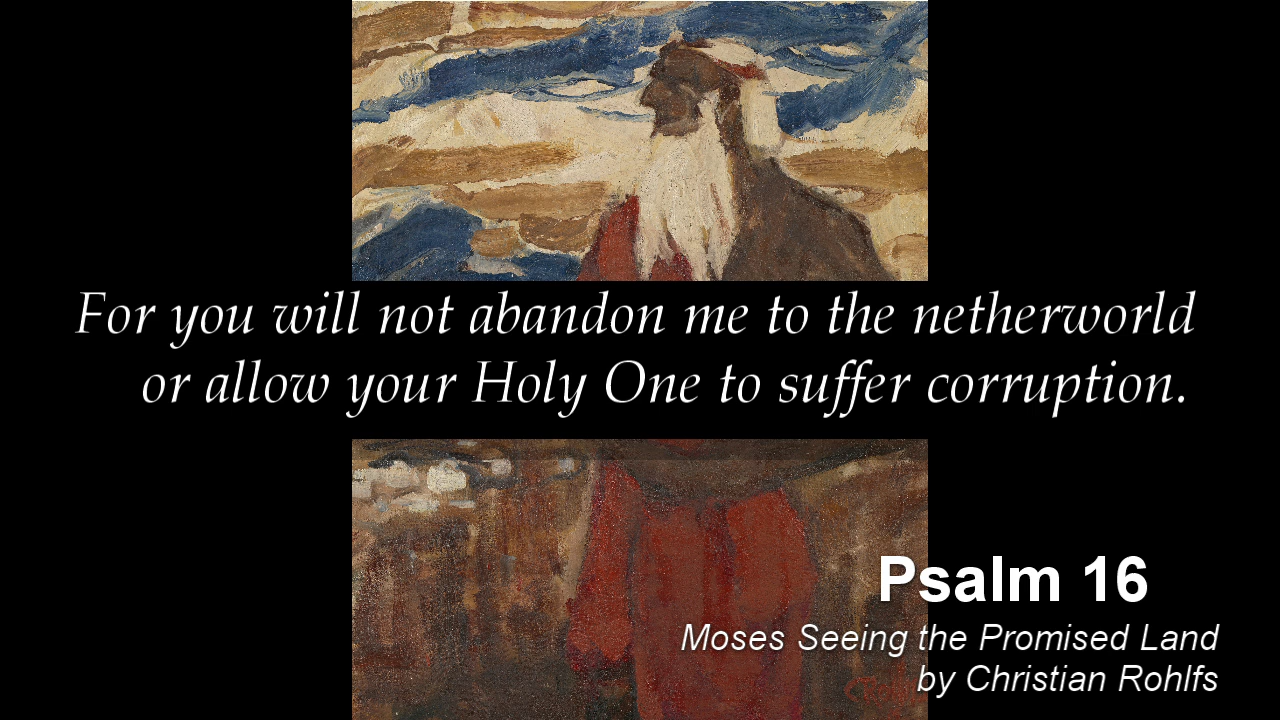 For you will not abandon me to the netherworld
or allow your Holy One to suffer corruption.
Psalm 16
Moses Seeing the Promised Land
by Christian Rohlfs